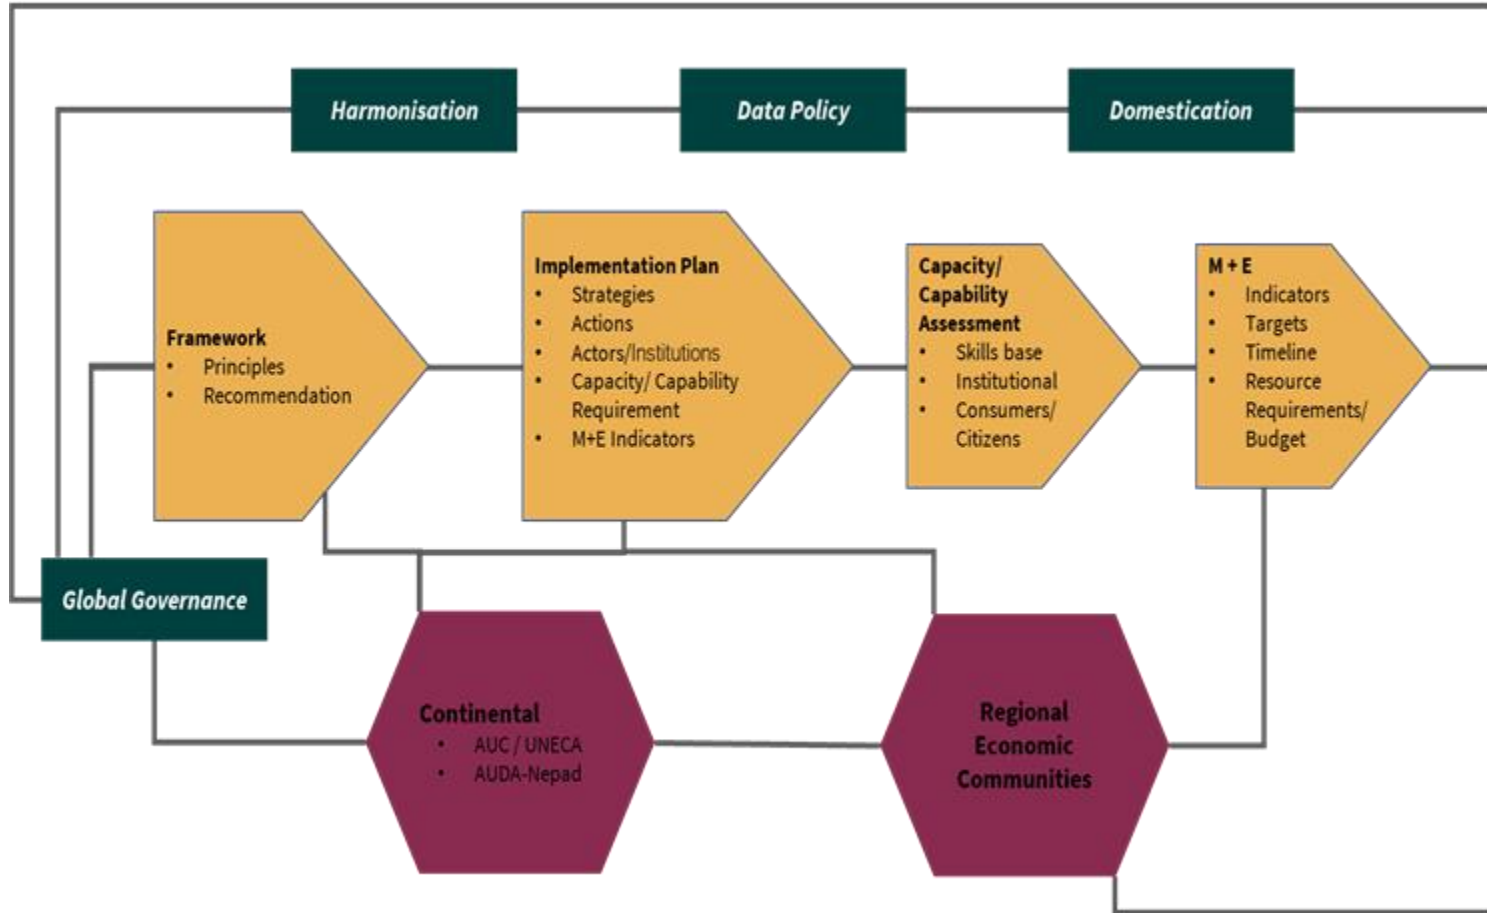 Harmonisation
Data Policy
Domestication
Framework
• Principles
• Recommendation
Implementation Plan
• Strategies
• Actions
• Actors/Institutions
• Capacity/ Capability
Requirement
• M+E Indicators
Capacity/
Capability
Assessment
• Skills base
• Institutional
• Consumers/
Citizens
M + E
• Indicators
• Targets
• Timeline
• Resource
Requirements/
Budget
Global Governance
Continental
• AUC / UNECA
• AUDA-Nepad
Regional
Economic
Communities